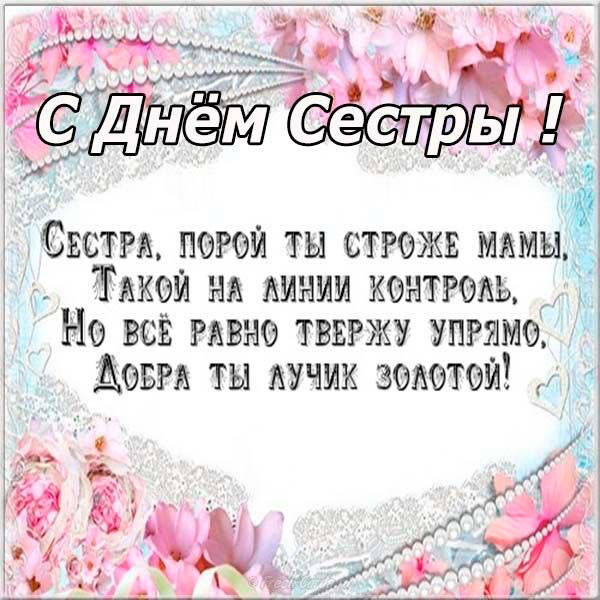 С Днём Сестры !
Сестра, порой ты строже мамы,
Такой на линии контроль,
Но всё равно твержу упрямо,
Добра ты лучик золотой!